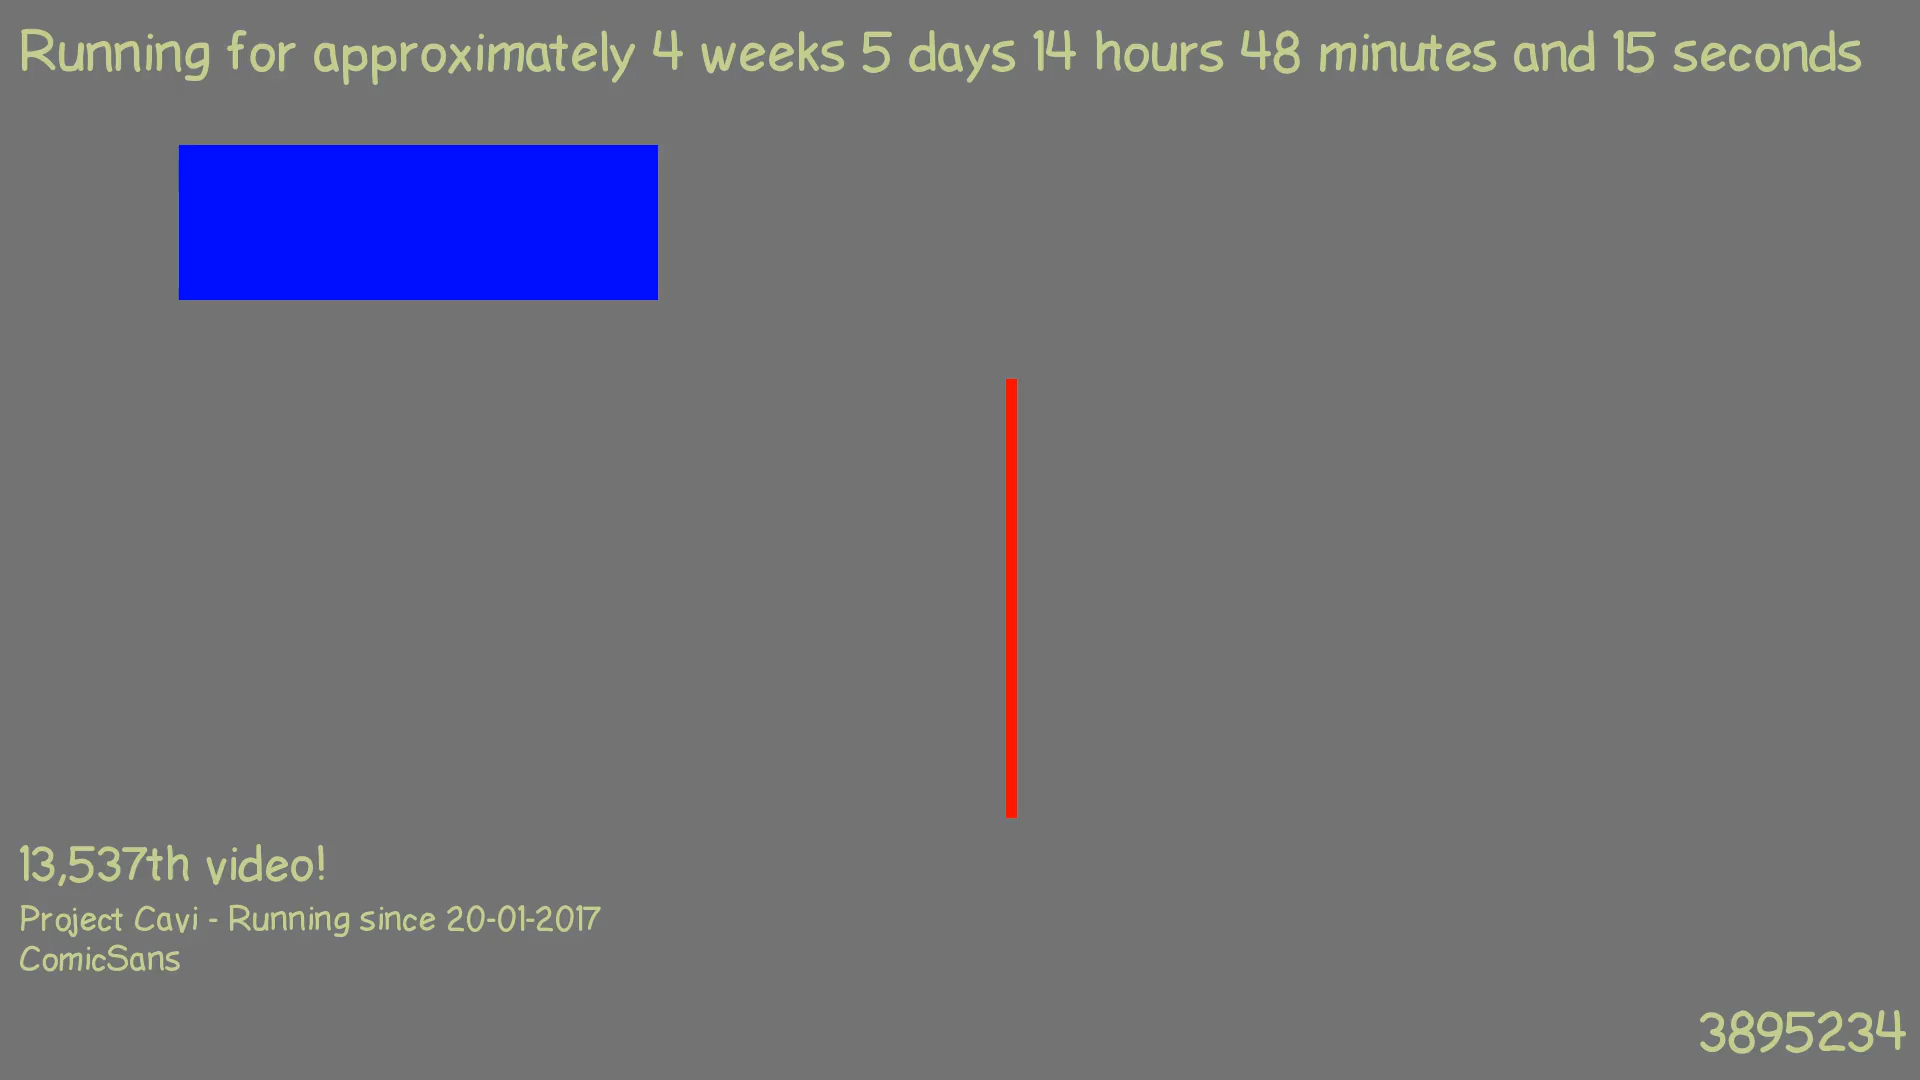 Running for approximately 4 weeks 5 days 14 hours 48 minutes and 15 seconds
13,537th video!
Project Cavi - Running since 20-01-2017
ComicSans
3895234